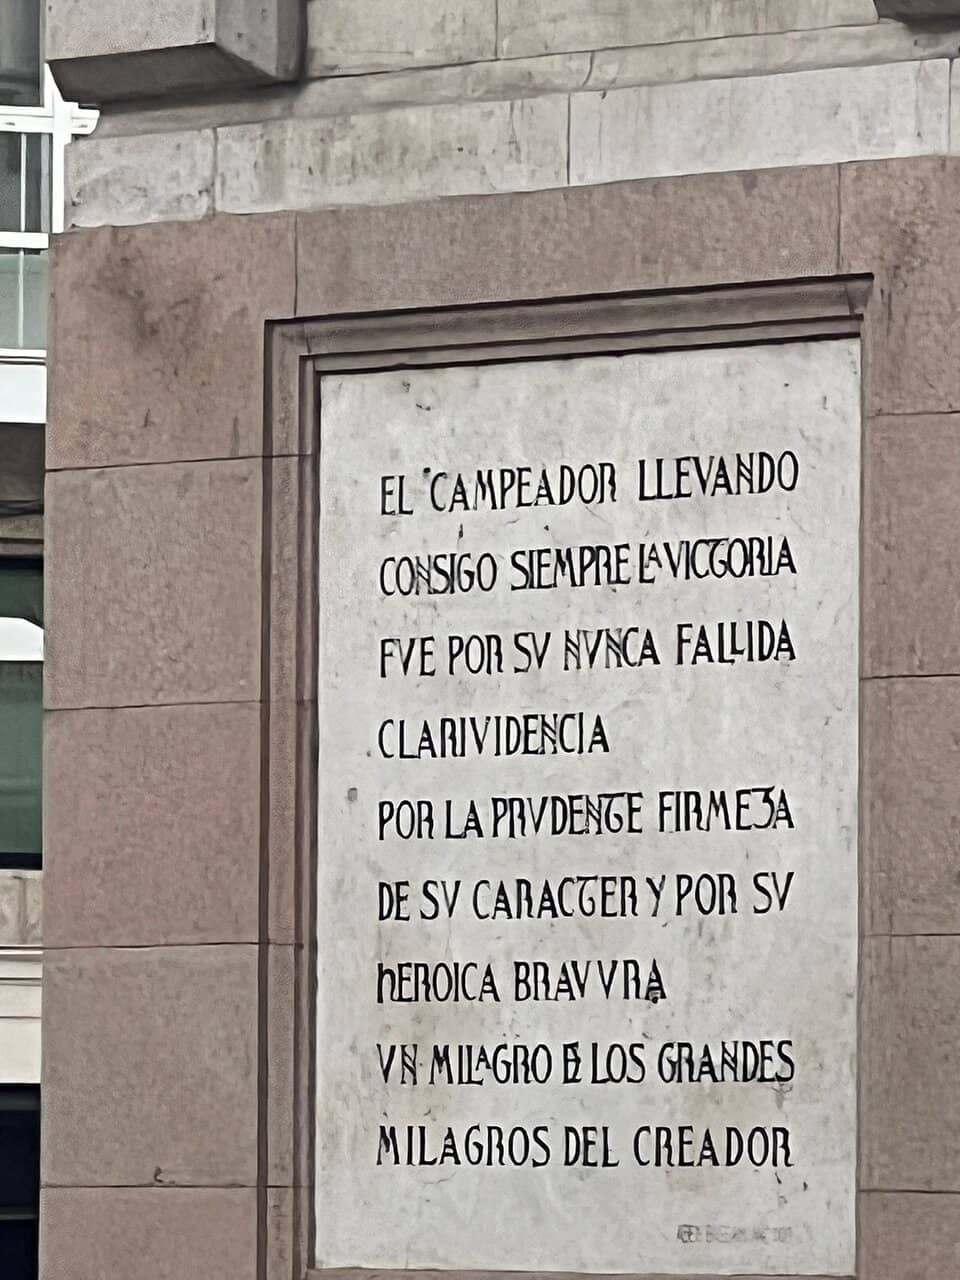 EL CAMPEADOR LLEVANDO
CONSIGO SIEMPRE LA VICTORIA
FVE POR SV NVNCA FALLIDA
CLARIVIDENCIA
POR LA PRVDENTE FIRMEZA
DE SV CARACTER Y POR SV
HEROICA BRAVVRA
VN MILAGRO DE LOS GRANDES
MILAGROS DEL CREADOR